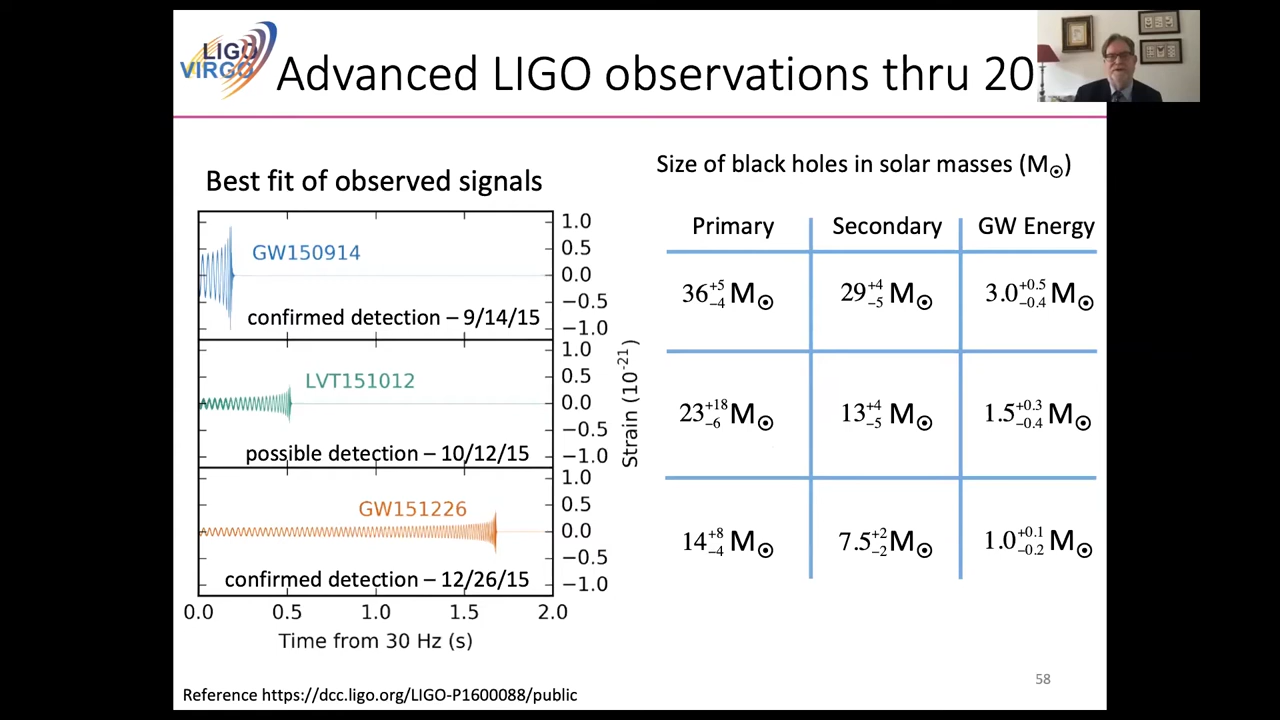 LIGO
VIRGO
Advanced LIGO observations thru 20
Best fit of observed signals
Size of black holes in solar masses (M☉)
Primary Secondary GW Energy
GW150914
confirmed detection – 9/14/15
1.0
0.5
0.0
−0.5
−1.0
36 +5 −4 M☉ 29 +4 −5 M☉ 3.0 +0.5 −0.4 M☉
LVT151012
possible detection – 10/12/15
1.0
0.5
0.0
−0.5
−1.0
23 +18 −6 M☉ 13 +4 −5 M☉ 1.5 +0.3 −0.4 M☉
GW151226
confirmed detection – 12/26/15
1.0
0.5
0.0
−0.5
−1.0
14 +8 −4 M☉ 7.5 +2 −2 M☉ 1.0 +0.1 −0.2 M☉
Strain (10⁻²¹)
0.0 0.5 1.0 1.5 2.0
Time from 30 Hz (s)
58
Reference https://dcc.ligo.org/LIGO-P1600088/public